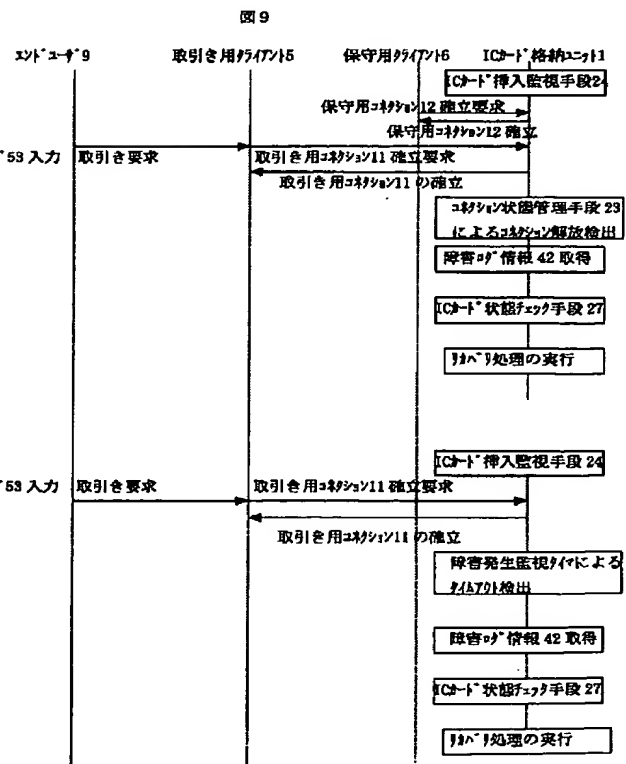 図9
エンドユーザ9 取引き用クライアント5 保守用クライアント6 ICカード格納ユニット1
ICカード挿入監視手段24
保守用コネクション12 確立要求
保守用コネクション12 確立
ド53 入力 取引き要求 取引き用コネクション11 確立要求
取引き用コネクション11 の確立
コネクション状態管理手段 23
によるコネクション解放検出
障害ログ情報 42 取得
ICカード状態チェック手段 27
リカバリ処理の実行
ICカード挿入監視手段 24
ド53 入力 取引き要求 取引き用コネクション11 確立要求
取引き用コネクション11 の確立
障害発生監視タイマによる
タイムアウト検出
障害ログ情報 42 取得
ICカード状態チェック手段 27
リカバリ処理の実行